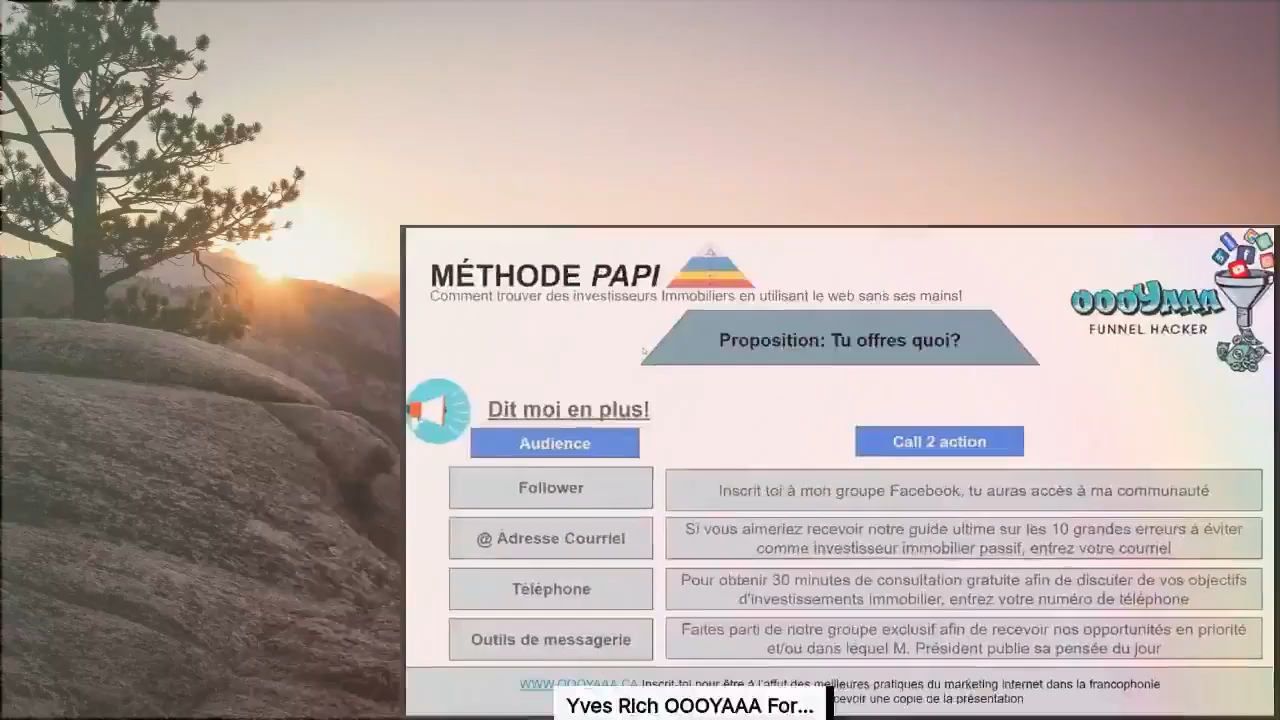 MÉTHODE PAPI
Comment trouver des investisseurs Immobiliers en utilisant le web sans ses mains!
OOOYAAA
FUNNEL HACKER
Proposition: Tu offres quoi?
Dit moi en plus!
Audience
Call 2 action
Follower
Inscrit toi à mon groupe Facebook, tu auras accès à ma communauté
@ Adresse Courriel
Si vous aimeriez recevoir notre guide ultime sur les 10 grandes erreurs à éviter
comme investisseur immobilier passif, entrez votre courriel
Téléphone
Pour obtenir 30 minutes de consultation gratuite afin de discuter de vos objectifs
d'investissements immobilier, entrez votre numéro de téléphone
Outils de messagerie
Faites parti de notre groupe exclusif afin de recevoir nos opportunités en priorité
et/ou dans lequel M. Président publie sa pensée du jour
WWW.OOOYAAA.CA Inscrit-toi pour être à l'affut des meilleures pratiques du marketing internet dans la francophonie
cevoir une copie de la présentation
Yves Rich OOOYAAA For...